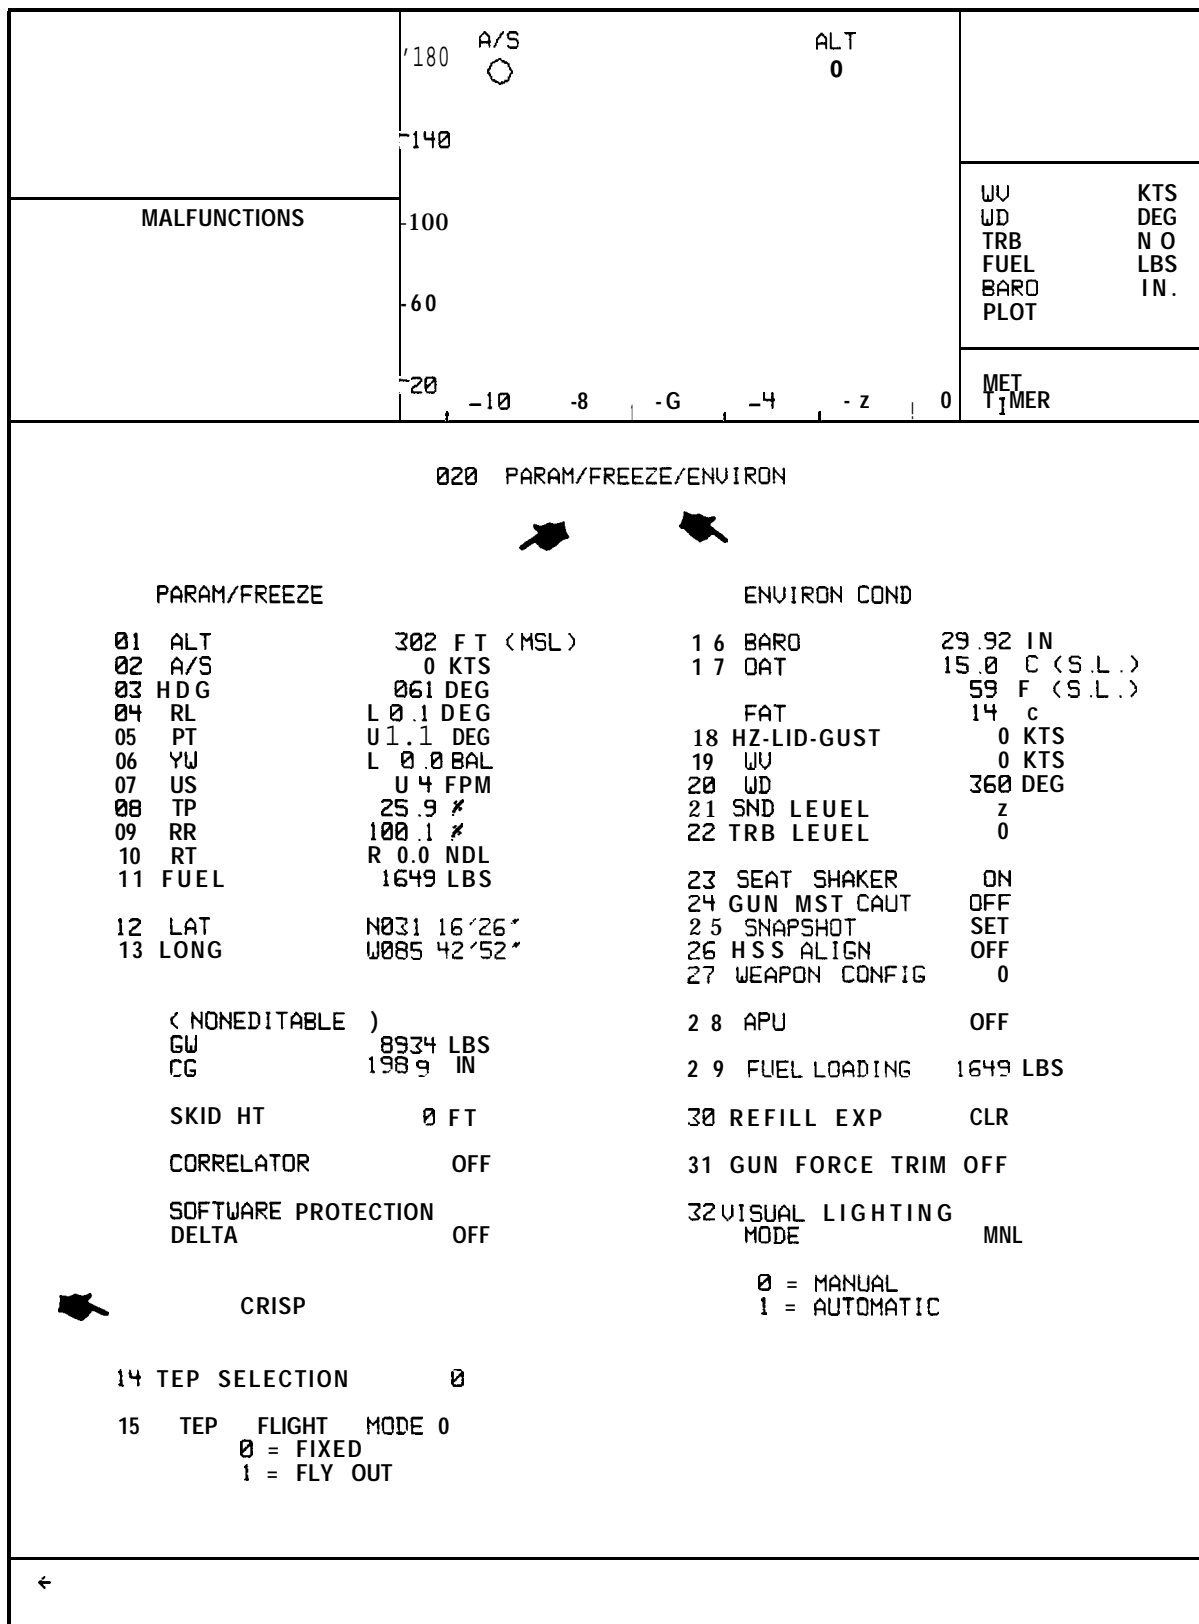 A/S ALT
'180 0
140
MALFUNCTIONS
-100
-60
20
-10 -8 -G -4 -z 0
WV KTS
WD DEG
TRB NO
FUEL LBS
BARO IN.
PLOT
MET
TIMER
020 PARAM/FREEZE/ENVIRON
PARAM/FREEZE
01 ALT 302 FT (MSL)
02 A/S 0 KTS
03 HDG 061 DEG
04 RL L 0.1 DEG
05 PT U 1.1 DEG
06 YW L 0.0 BAL
07 US U 4 FPM
08 TP 25.9 %
09 RR 100.1 %
10 RT R 0.0 NDL
11 FUEL 1649 LBS
12 LAT N031 16'26"
13 LONG W085 42'52"
(NONEDITABLE )
GW 8934 LBS
CG 198 9 IN
SKID HT 0 FT
CORRELATOR OFF
SOFTWARE PROTECTION
DELTA OFF
CRISP
14 TEP SELECTION 0
15 TEP FLIGHT MODE 0
0 = FIXED
1 = FLY OUT
ENVIRON COND
16 BARO 29.92 IN
17 OAT 15.0 C (S.L.)
59 F (S.L.)
FAT 14 c
18 HZ-LID-GUST 0 KTS
19 WV 0 KTS
20 WD 360 DEG
21 SND LEUEL z
22 TRB LEUEL 0
23 SEAT SHAKER ON
24 GUN MST CAUT OFF
25 SNAPSHOT SET
26 HSS ALIGN OFF
27 WEAPON CONFIG 0
28 APU OFF
29 FUEL LOADING 1649 LBS
30 REFILL EXP CLR
31 GUN FORCE TRIM OFF
32 VISUAL LIGHTING
MODE MNL
0 = MANUAL
1 = AUTOMATIC
←